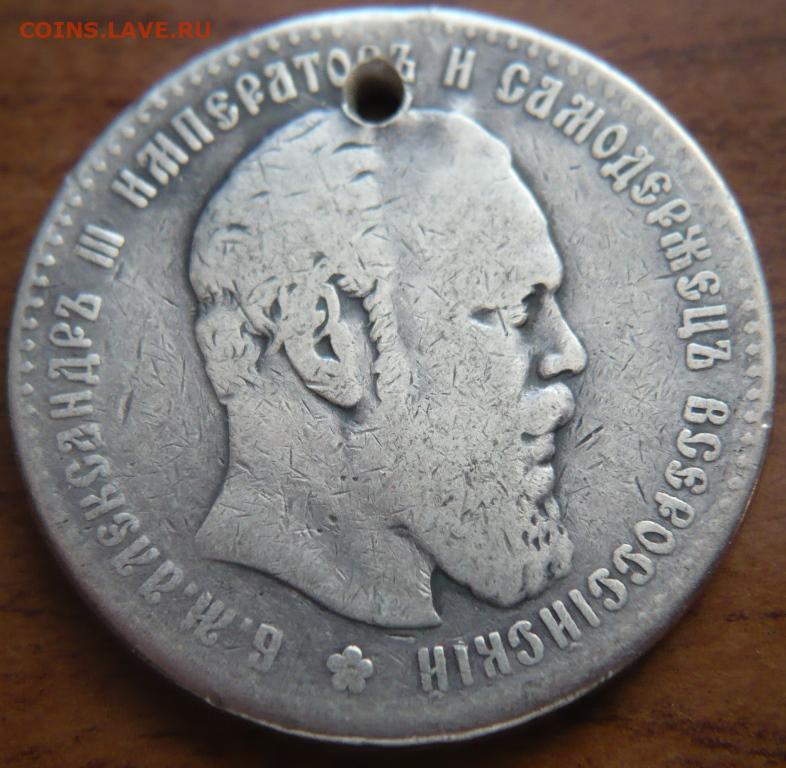 COINS.LAVE.RU
Б.М.АЛЕКСАНДРЪ III ИМПЕРАТОРЪ И САМОДЕРЖЕЦЪ ВСЕРОССІЙСКІЙ